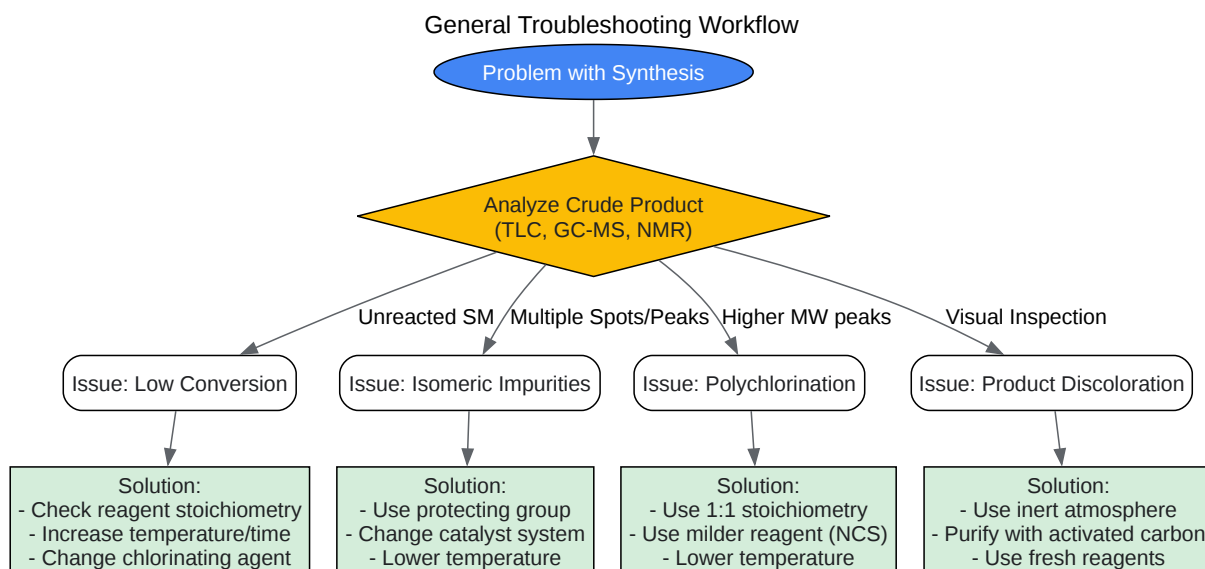 General Troubleshooting Workflow
Problem with Synthesis
Analyze Crude Product
(TLC, GC-MS, NMR)
Unreacted SM
Multiple Spots/Peaks
Higher MW peaks
Visual Inspection
Issue: Low Conversion
Issue: Isomeric Impurities
Issue: Polychlorination
Issue: Product Discoloration
Solution:
- Check reagent stoichiometry
- Increase temperature/time
- Change chlorinating agent
Solution:
- Use protecting group
- Change catalyst system
- Lower temperature
Solution:
- Use 1:1 stoichiometry
- Use milder reagent (NCS)
- Lower temperature
Solution:
- Use inert atmosphere
- Purify with activated carbon
- Use fresh reagents